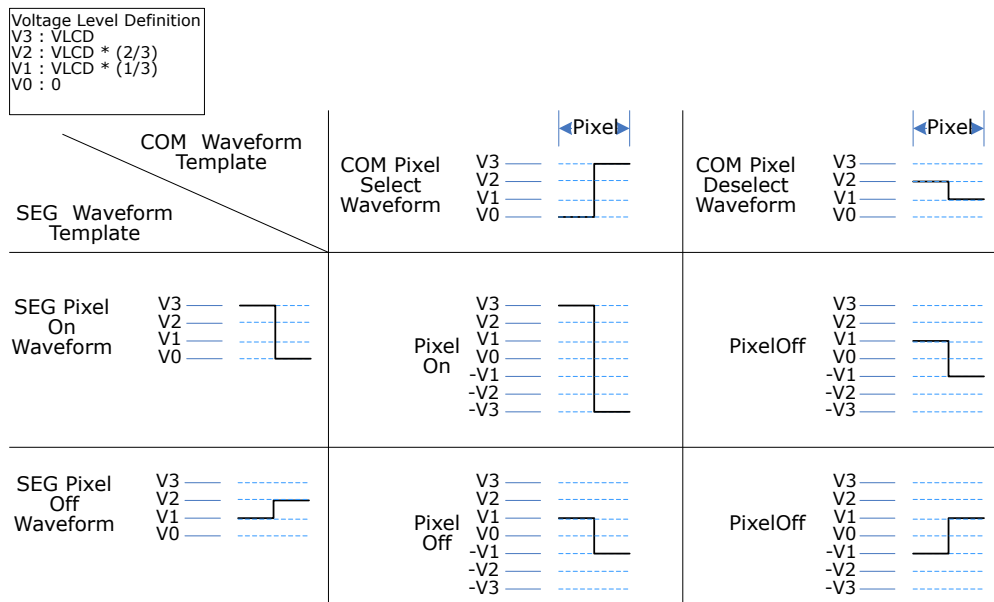 Voltage Level Definition
V3 : VLCD
V2 : VLCD * (2/3)
V1 : VLCD * (1/3)
V0 : 0
COM Waveform
Template
SEG Waveform
Template
COM Pixel
Select
Waveform
V3
V2
V1
V0
Pixel
COM Pixel
Deselect
Waveform
V3
V2
V1
V0
Pixel
SEG Pixel
On
Waveform
V3
V2
V1
V0
Pixel
On
V3
V2
V1
V0
-V1
-V2
-V3
PixelOff
V3
V2
V1
V0
-V1
-V2
-V3
SEG Pixel
Off
Waveform
V3
V2
V1
V0
Pixel
Off
V3
V2
V1
V0
-V1
-V2
-V3
PixelOff
V3
V2
V1
V0
-V1
-V2
-V3